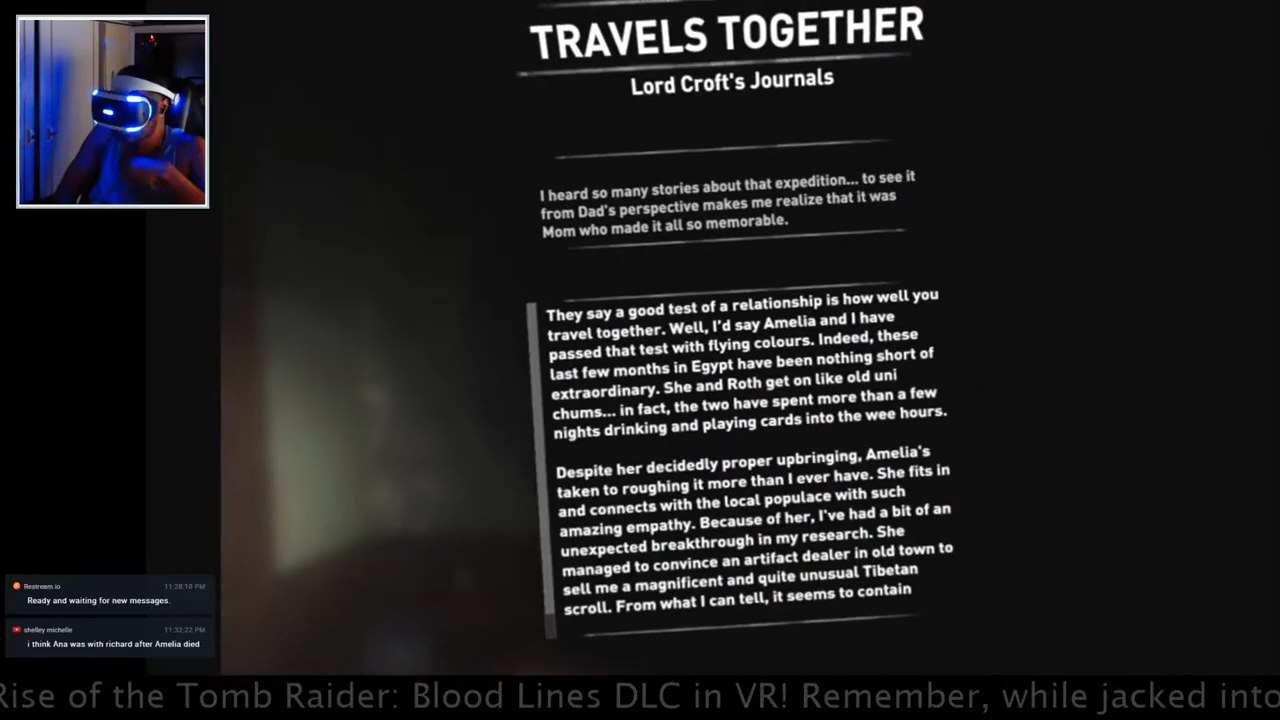 TRAVELS TOGETHER
Lord Croft's Journals
I heard so many stories about that expedition... to see it
from Dad's perspective makes me realize that it was
Mom who made it all so memorable.
They say a good test of a relationship is how well you
travel together. Well, I'd say Amelia and I have
passed that test with flying colours. Indeed, these
last few months in Egypt have been nothing short of
extraordinary. She and Roth get on like old uni
chums... in fact, the two have spent more than a few
nights drinking and playing cards into the wee hours.
Despite her decidedly proper upbringing, Amelia's
taken to roughing it more than I ever have. She fits in
and connects with the local populace with such
amazing empathy. Because of her, I've had a bit of an
unexpected breakthrough in my research. She
managed to convince an artifact dealer in old town to
sell me a magnificent and quite unusual Tibetan
scroll. From what I can tell, it seems to contain
Restream.io 11:28:10 PM
Ready and waiting for new messages.
shelley michelle 11:32:22 PM
i think Ana was with richard after Amelia died
Rise of the Tomb Raider: Blood Lines DLC in VR! Remember, while jacked into